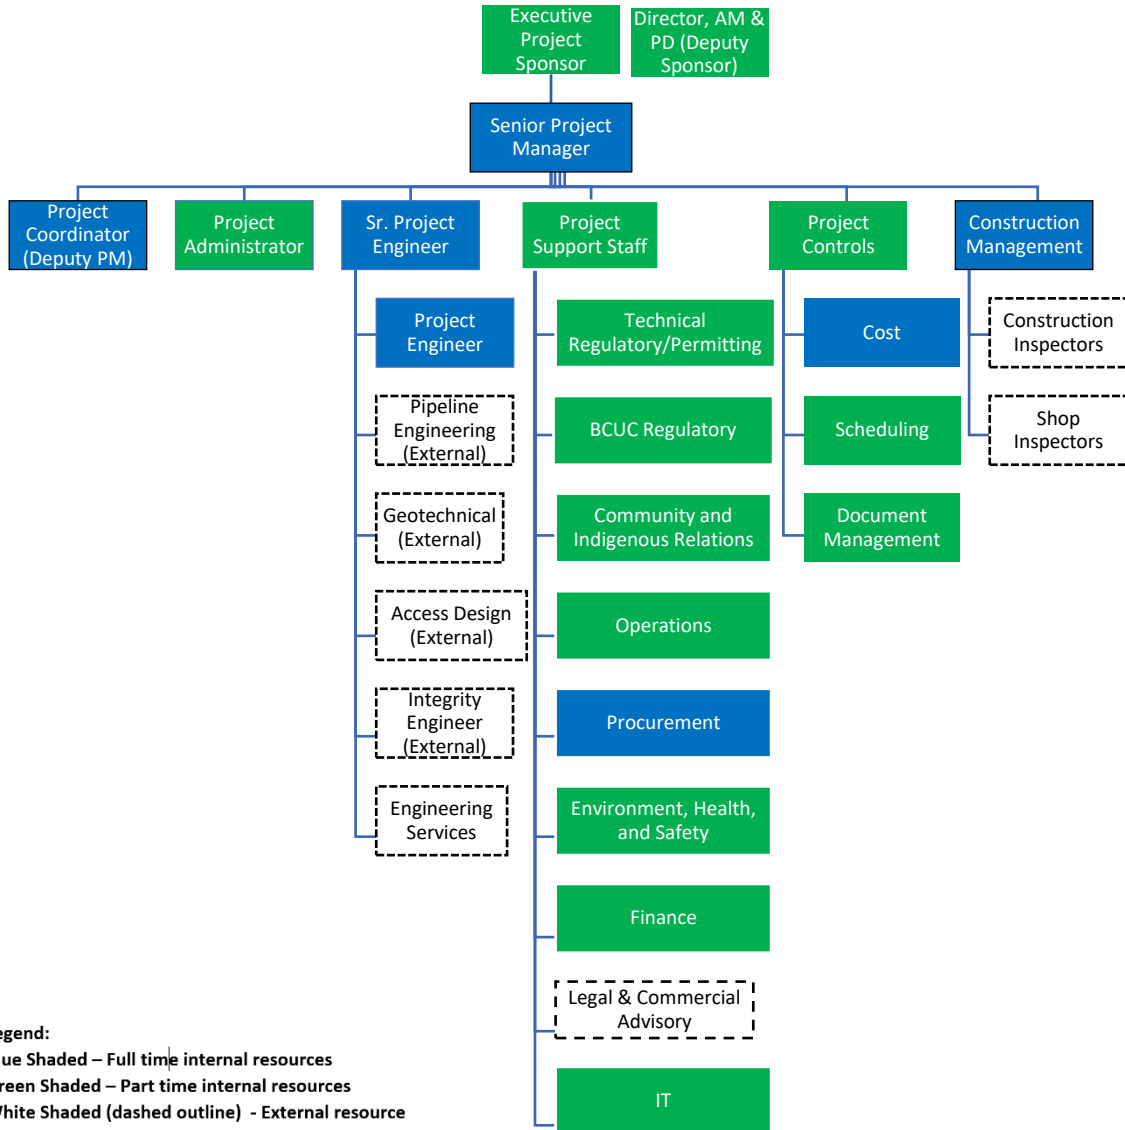 Executive
Project
Sponsor
Director, AM &
PD (Deputy
Sponsor)
Senior Project
Manager
Project
Coordinator
(Deputy PM)
Project
Administrator
Sr. Project
Engineer
Project
Support Staff
Project
Controls
Construction
Management
Project
Engineer
Pipeline
Engineering
(External)
Geotechnical
(External)
Access Design
(External)
Integrity
Engineer
(External)
Engineering
Services
Technical
Regulatory/Permitting
BCUC Regulatory
Community and
Indigenous Relations
Operations
Procurement
Environment, Health,
and Safety
Finance
Legal & Commercial
Advisory
IT
Cost
Scheduling
Document
Management
Construction
Inspectors
Shop
Inspectors
egend:
ue Shaded – Full time internal resources
reen Shaded – Part time internal resources
White Shaded (dashed outline) - External resource